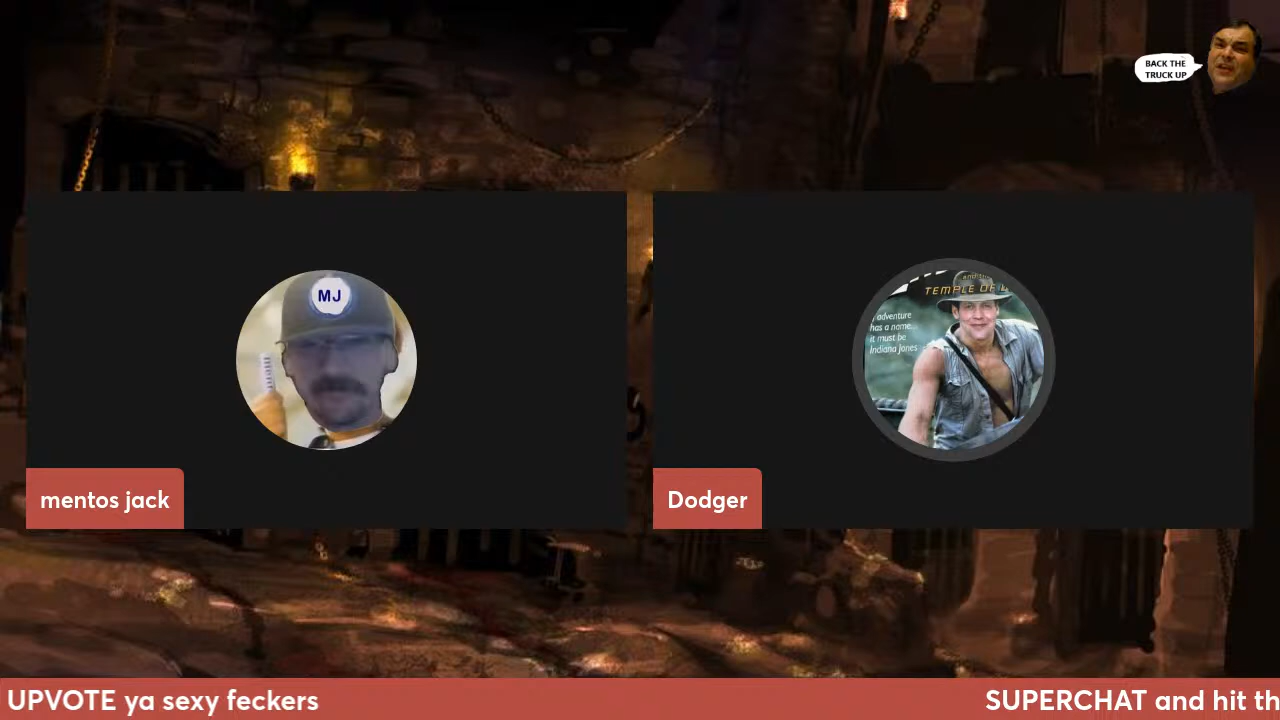 BACK THE
TRUCK UP
MJ
TEMPLE OF
adventure
has a name...
it must be
Indiana Jones
mentos jack
Dodger
UPVOTE ya sexy feckers
SUPERCHAT and hit th